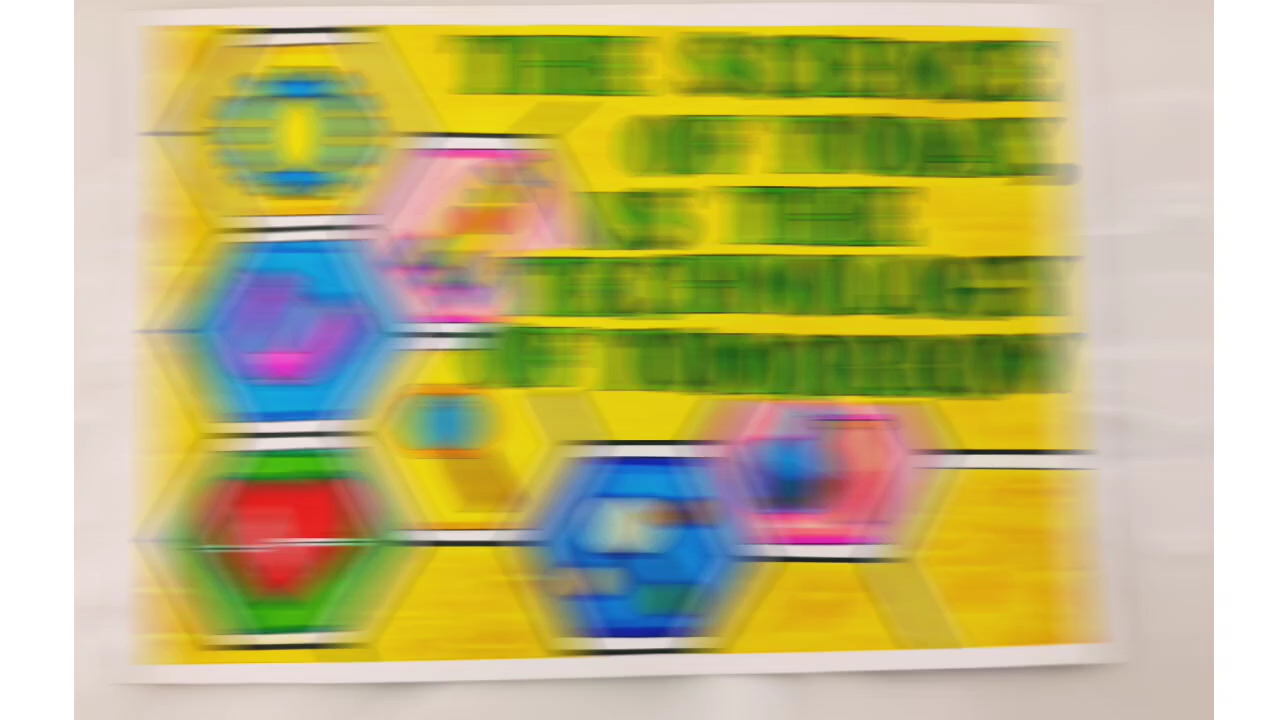 THE SCIENCE
OF TODAY
IS THE
TECHNOLOGY
OF TOMORROW